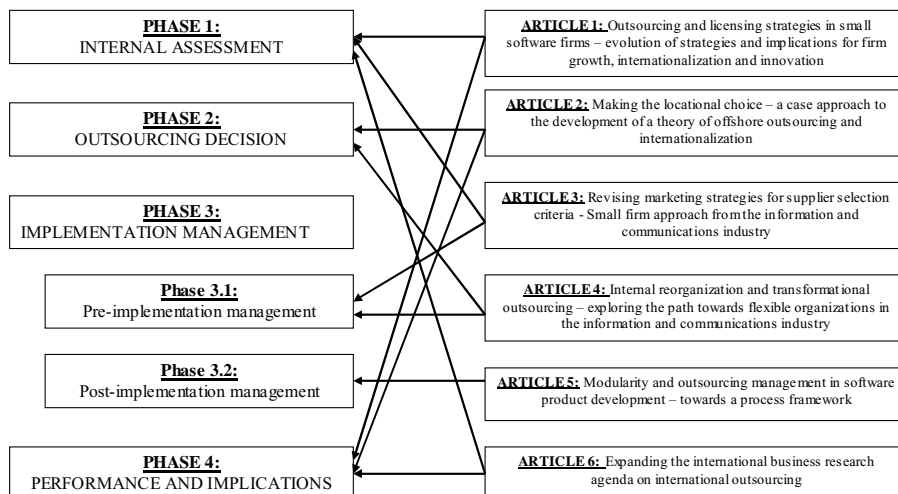 PHASE 1:
INTERNAL ASSESSMENT
PHASE 2:
OUTSOURCING DECISION
PHASE 3:
IMPLEMENTATION MANAGEMENT
Phase 3.1:
Pre-implementation management
Phase 3.2:
Post-implementation management
PHASE 4:
PERFORMANCE AND IMPLICATIONS
ARTICLE 1: Outsourcing and licensing strategies in small
software firms – evolution of strategies and implications for firm
growth, internationalization and innovation
ARTICLE 2: Making the locational choice – a case approach to
the development of a theory of offshore outsourcing and
internationalization
ARTICLE 3: Revising marketing strategies for supplier selection
criteria - Small firm approach from the information and
communications industry
ARTICLE 4: Internal reorganization and transformational
outsourcing – exploring the path towards flexible organizations in
the information and communications industry
ARTICLE 5: Modularity and outsourcing management in software
product development – towards a process framework
ARTICLE 6: Expanding the international business research
agenda on international outsourcing